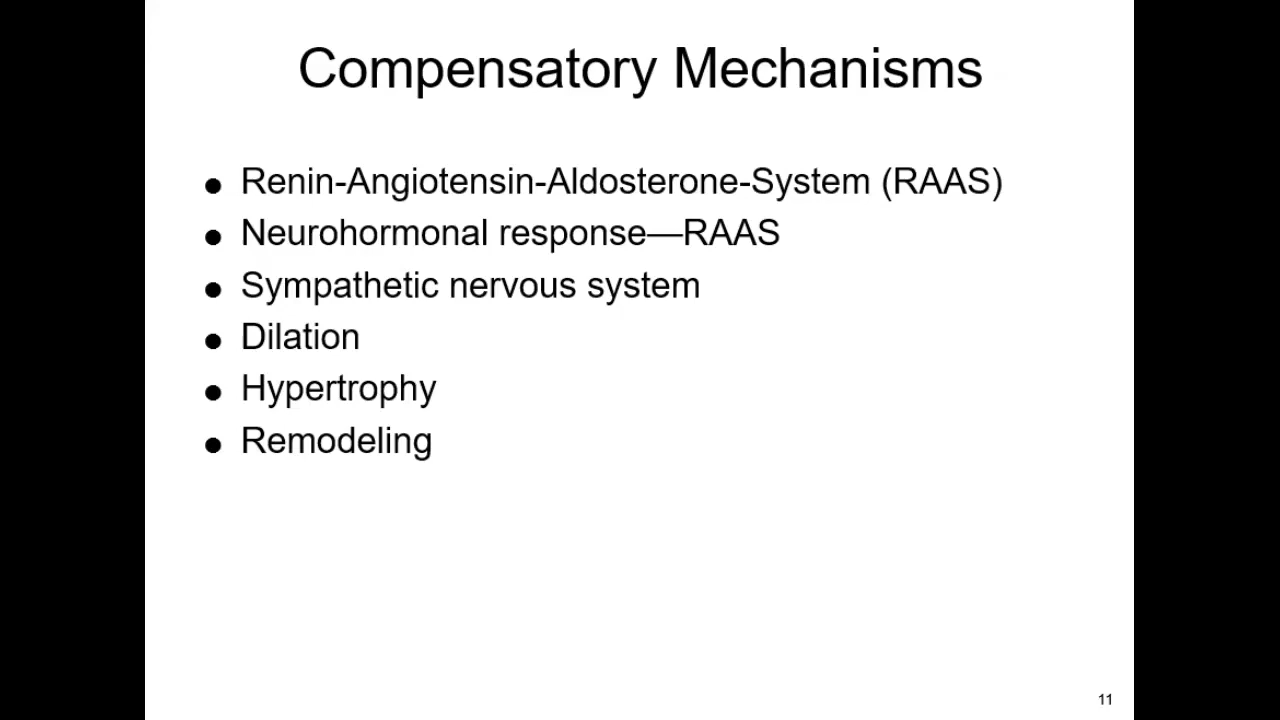 Compensatory Mechanisms
● Renin-Angiotensin-Aldosterone-System (RAAS)
● Neurohormonal response—RAAS
● Sympathetic nervous system
● Dilation
● Hypertrophy
● Remodeling
11